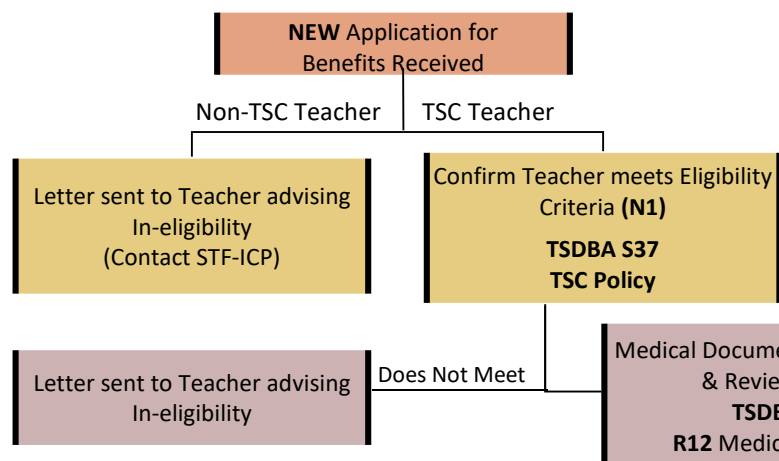 NEW Application for
Benefits Received
Non-TSC Teacher
TSC Teacher
Letter sent to Teacher advising
In-eligibility
(Contact STF-ICP)
Confirm Teacher meets Eligibility
Criteria (N1)
TSDBA S37
TSC Policy
Letter sent to Teacher advising
In-eligibility
Does Not Meet
Medical
&
R12